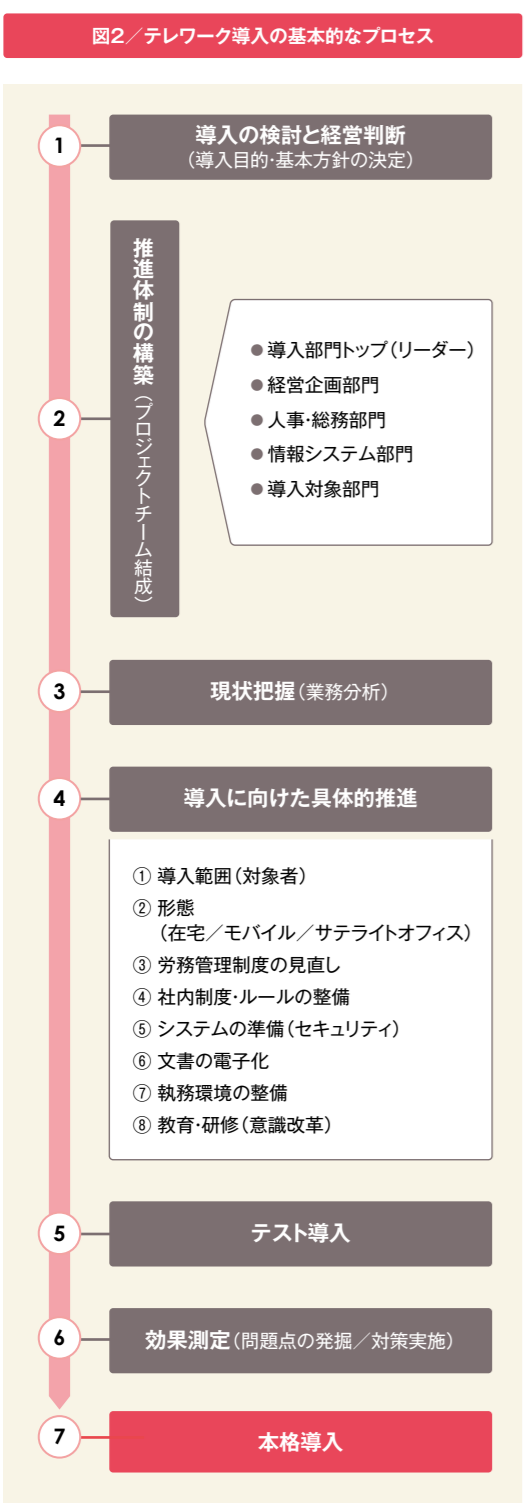 図2／テレワーク導入の基本的なプロセス
1
導入の検討と経営判断
（導入目的・基本方針の決定）
2
推進体制の構築（プロジェクトチーム結成）
●導入部門トップ（リーダー）
●経営企画部門
●人事・総務部門
●情報システム部門
●導入対象部門
3
現状把握（業務分析）
4
導入に向けた具体的推進
① 導入範囲（対象者）
② 形態
（在宅／モバイル／サテライトオフィス）
③ 労務管理制度の見直し
④ 社内制度・ルールの整備
⑤ システムの準備（セキュリティ）
⑥ 文書の電子化
⑦ 執務環境の整備
⑧ 教育・研修（意識改革）
5
テスト導入
6
効果測定（問題点の発掘／対策実施）
7
本格導入